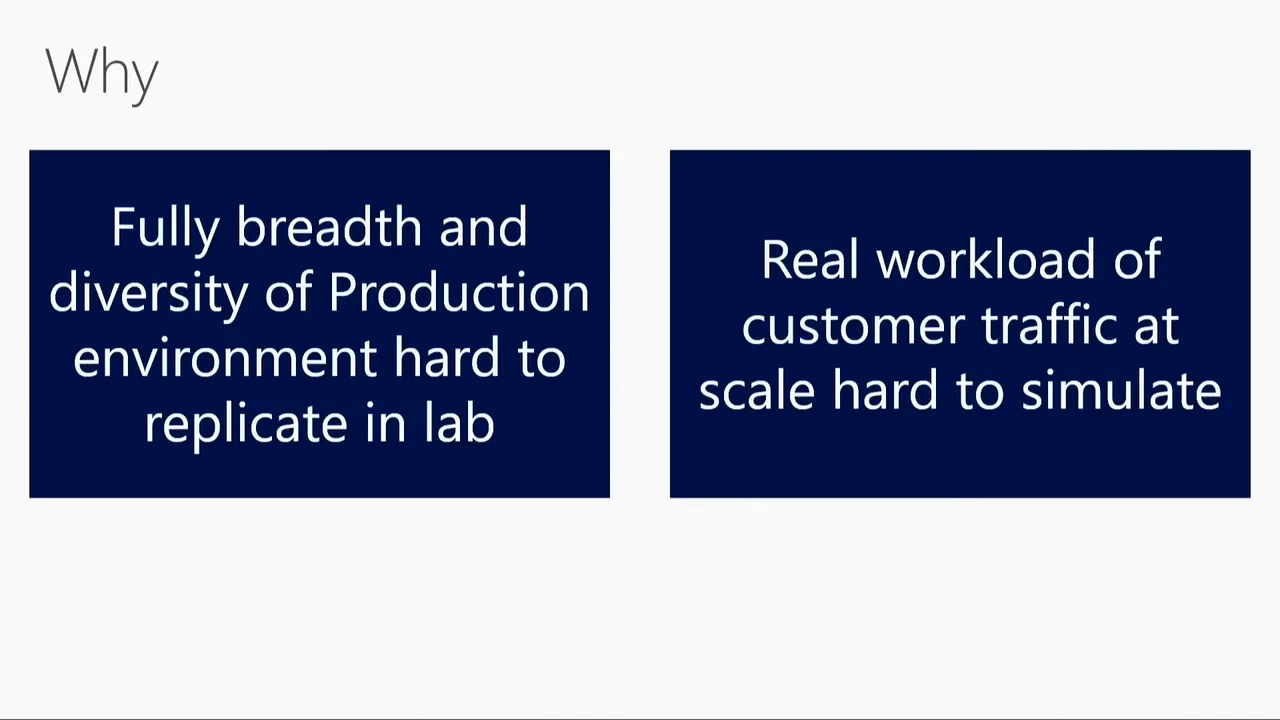 Why
Fully breadth and
diversity of Production
environment hard to
replicate in lab
Real workload of
customer traffic at
scale hard to simulate